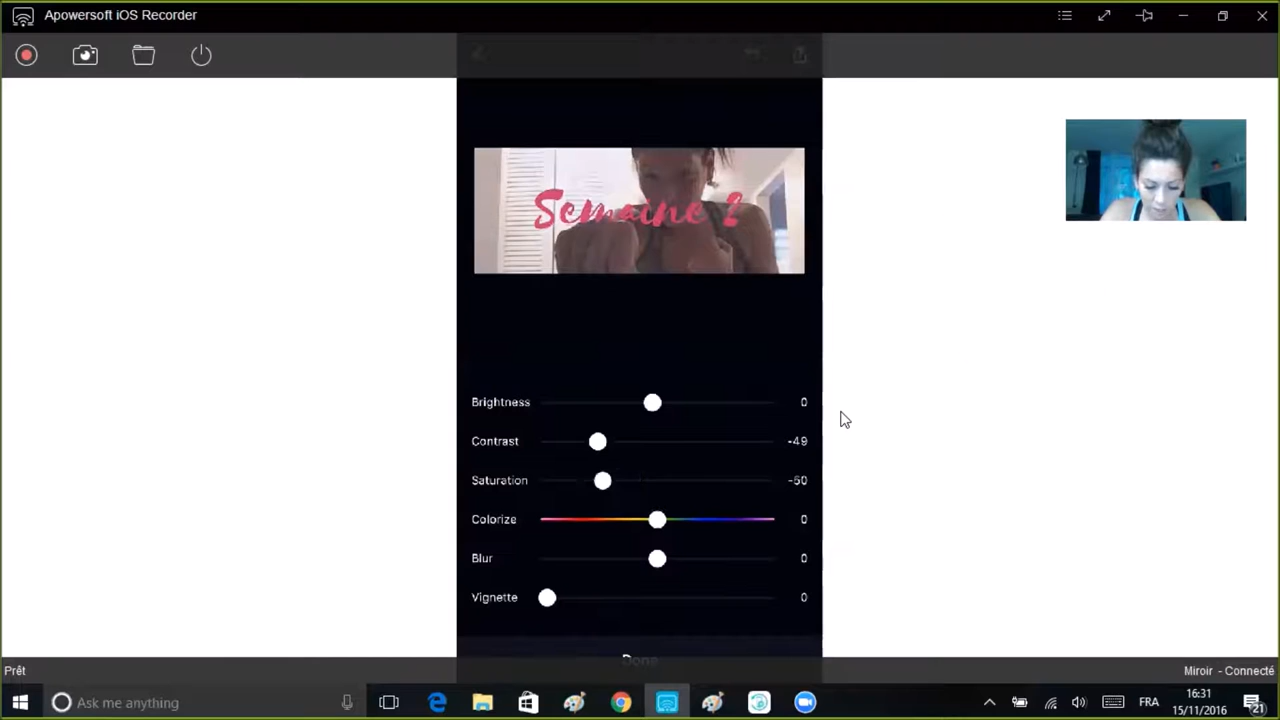 Apowersoft iOS Recorder
Semaine 2
Brightness 0
Contrast -49
Saturation -50
Colorize 0
Blur 0
Vignette 0
Done
Prêt
Miroir - Connecté
Ask me anything
FRA
16:31
15/11/2016
21